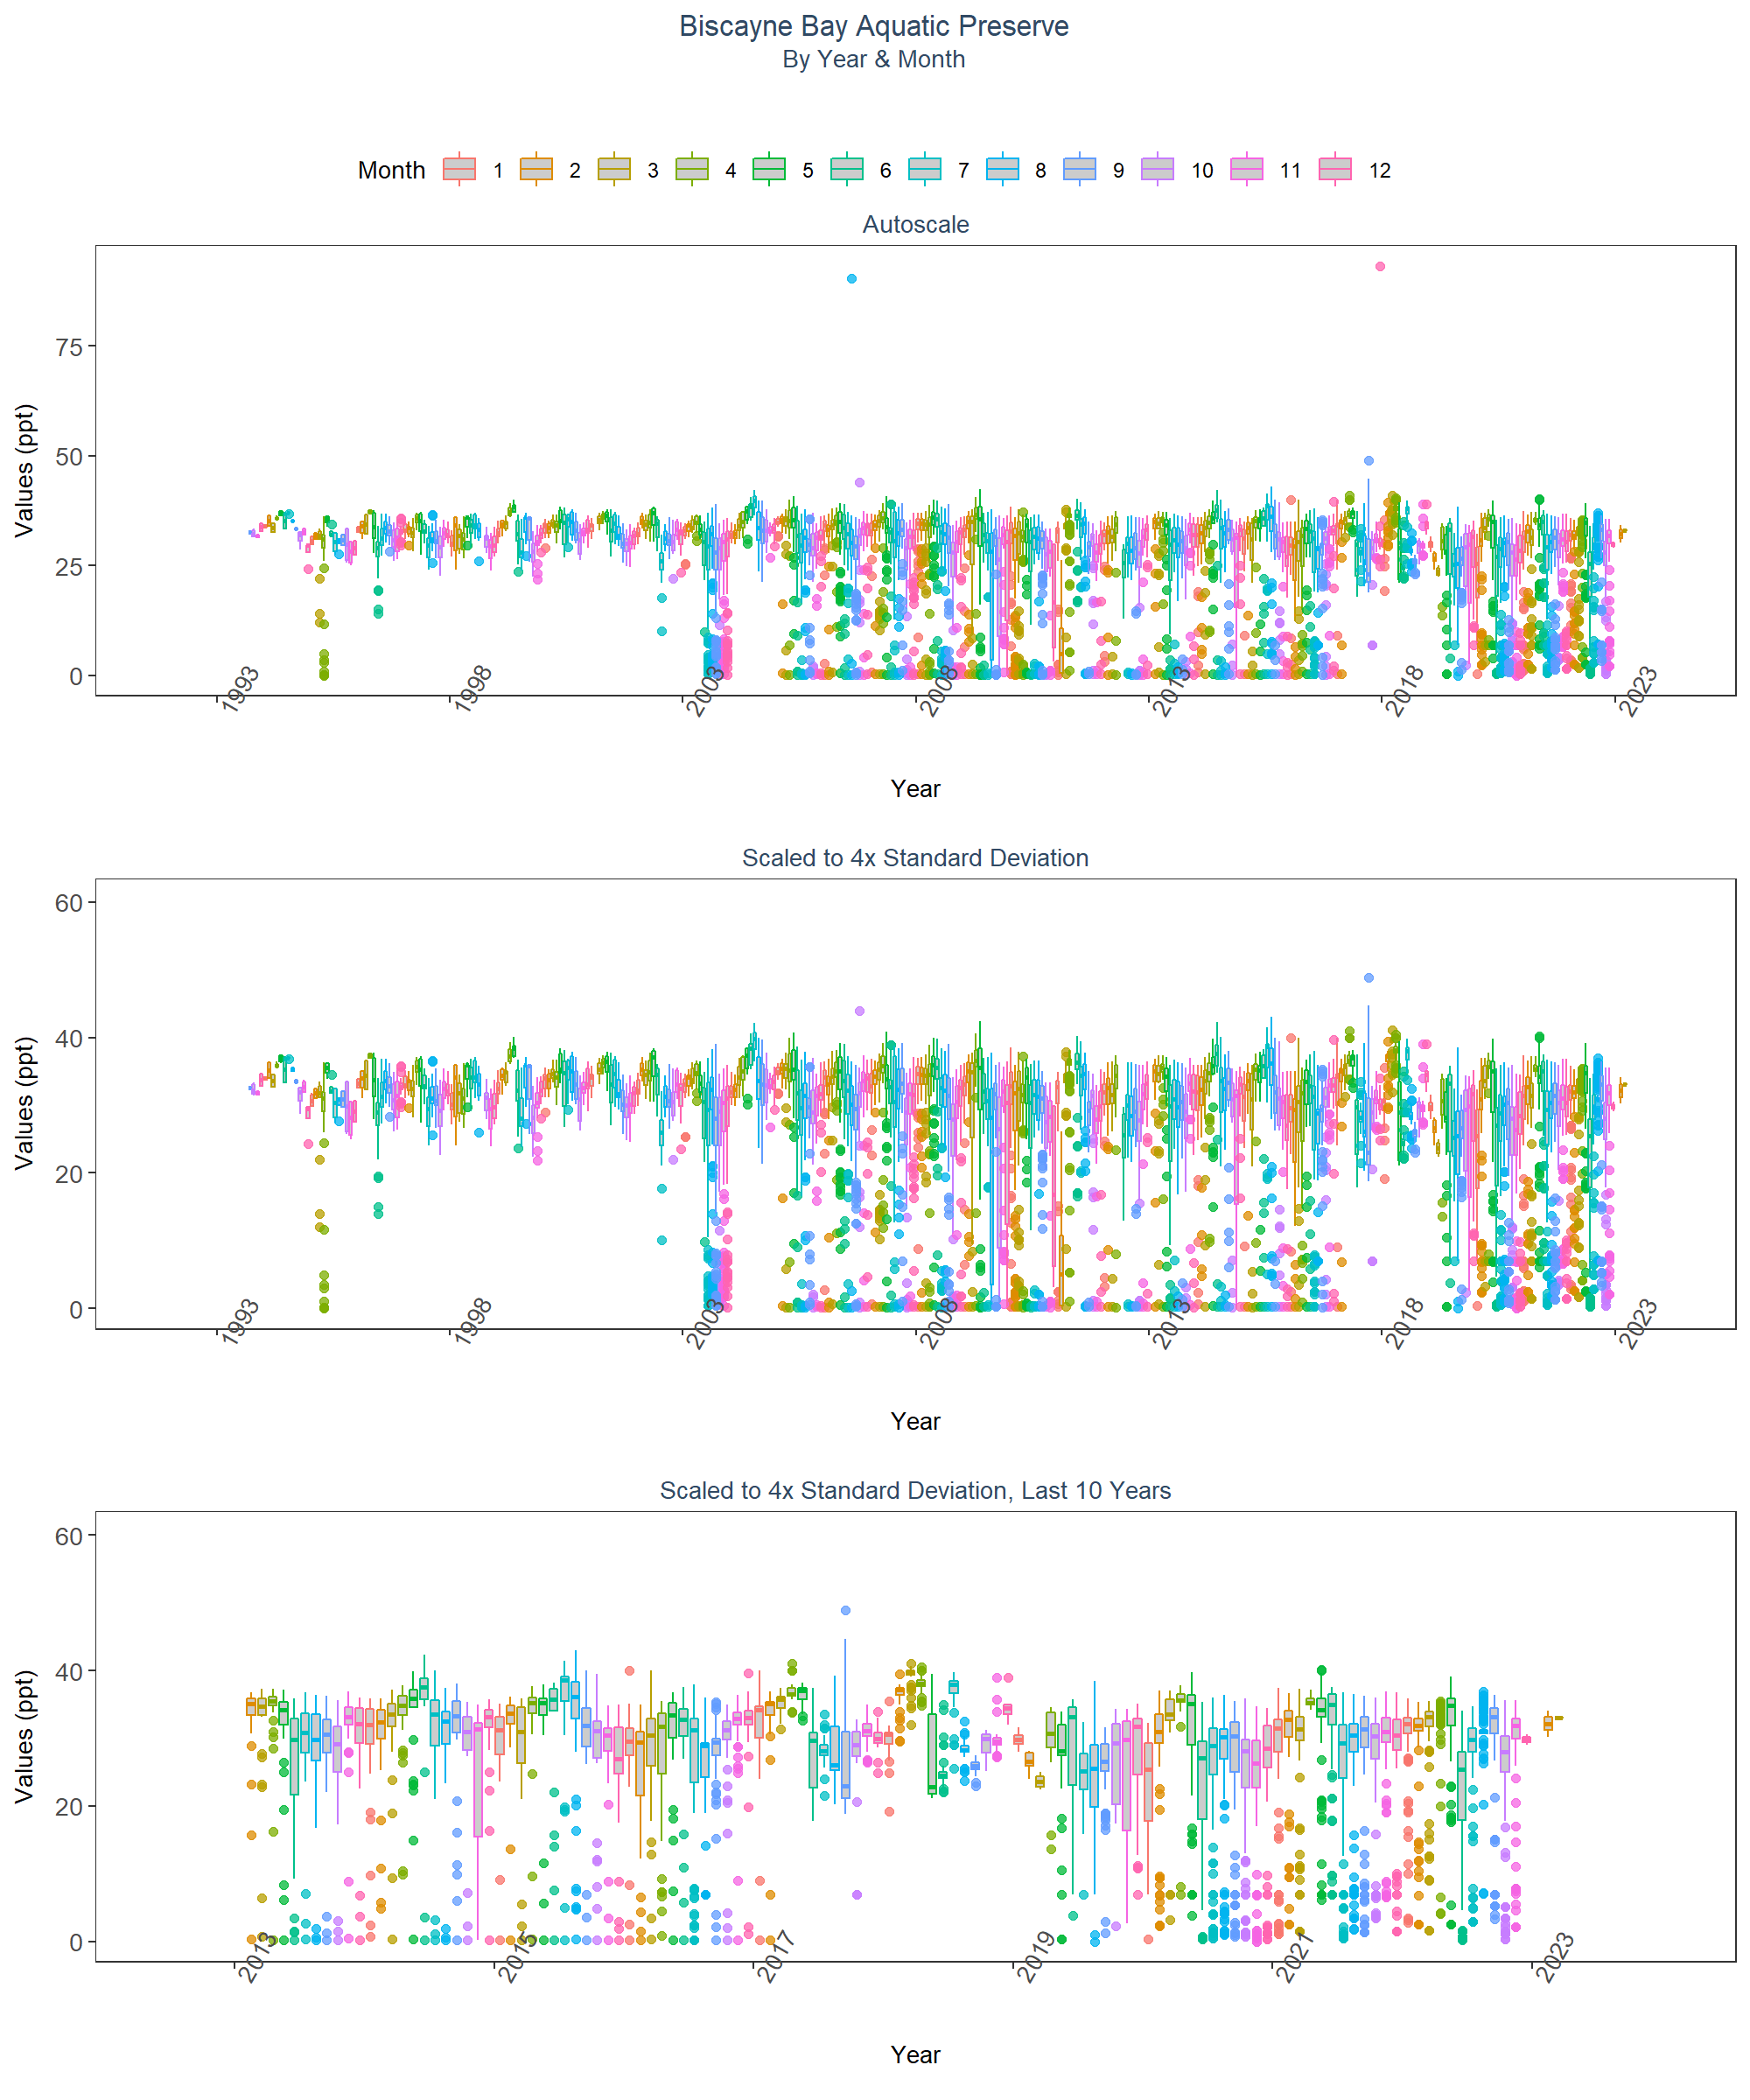 Biscayne Bay Aquatic Preserve
By Year & Month
Month 1 2 3 4 5 6 7 8 9 10 11 12
Autoscale
Values (ppt)
75
50
25
0
1993 1998 2003 2008 2013 2018 2023
Year
Scaled to 4x Standard Deviation
Values (ppt)
60
40
20
0
1993 1998 2003 2008 2013 2018 2023
Year
Scaled to 4x Standard Deviation, Last 10 Years
Values (ppt)
60
40
20
0
2013 2015 2017 2019 2021 2023
Year